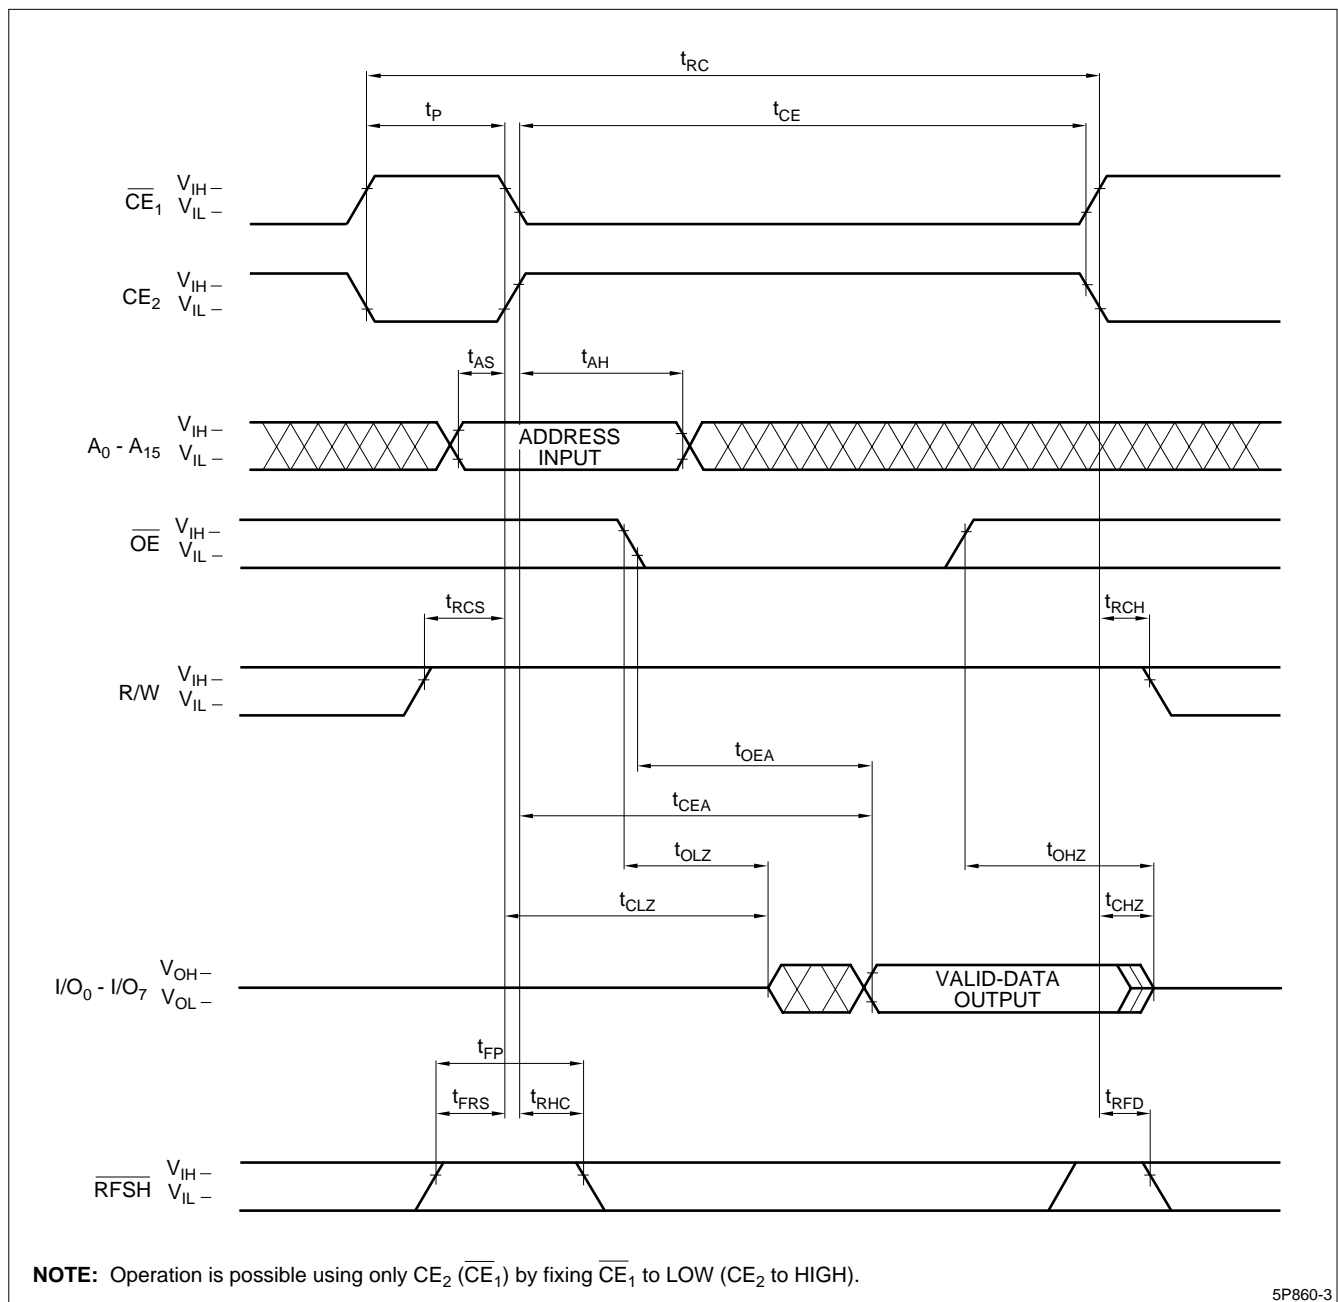 tRC
tP tCE
CE1 VIH
VIL
CE2 VIH
VIL
tAS tAH
A0 - A15 VIH
VIL
ADDRESS
INPUT
OE VIH
VIL
tRCS tRCH
R/W VIH
VIL
tOEA
tCEA
tOLZ tOHZ
tCLZ tCHZ
I/O0 - I/O7 VOH
VOL
VALID-DATA
OUTPUT
tFP
tFRS tRHC tRFD
RFSH VIH
VIL
NOTE: Operation is possible using only CE2 (CE1) by fixing CE1 to LOW (CE2 to HIGH).
5P860-3